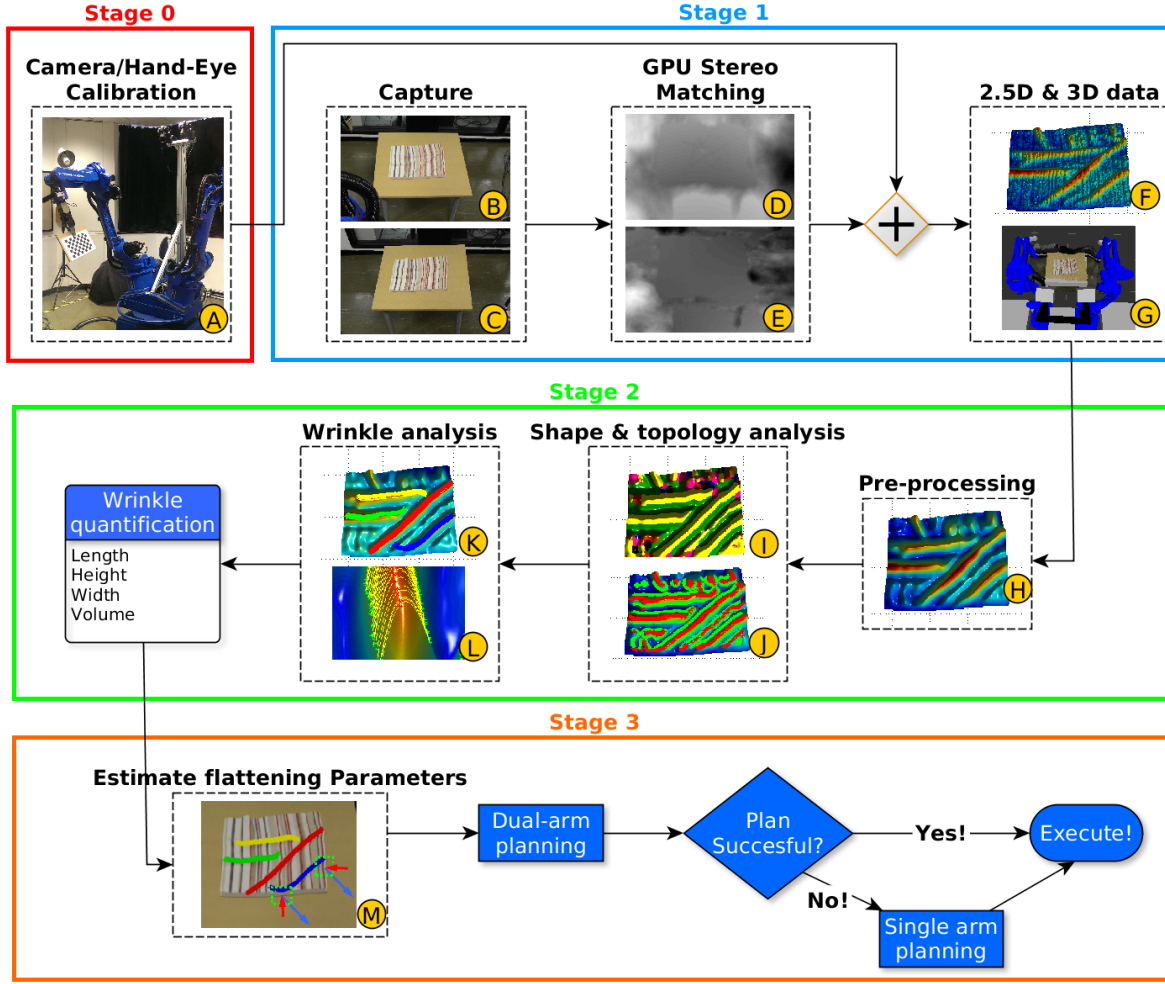 Stage 0
Stage 1
Camera/Hand-Eye
Calibration
A
Capture
B
C
GPU Stereo
Matching
D
E
2.5D & 3D data
F
G
Stage 2
Wrinkle analysis
K
L
Shape & topology analysis
I
J
Pre-processing
H
Wrinkle
quantification
Length
Height
Width
Volume
Stage 3
Estimate flattening Parameters
M
Dual-arm
planning
Plan
Succesful?
Yes!
Execute!
No!
Single arm
planning